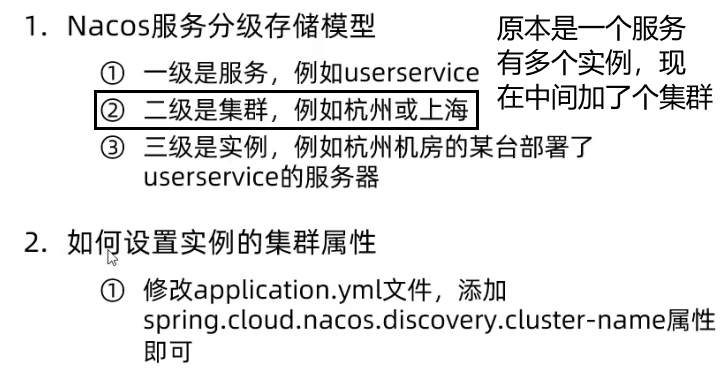 1. Nacos服务分级存储模型
① 一级是服务，例如userservice
② 二级是集群，例如杭州或上海
③ 三级是实例，例如杭州机房的某台部署了
userservice的服务器
原本是一个服务
有多个实例，现
在中间加了个集群
2. 如何设置实例的集群属性
① 修改application.yml文件，添加
spring.cloud.nacos.discovery.cluster-name属性
即可